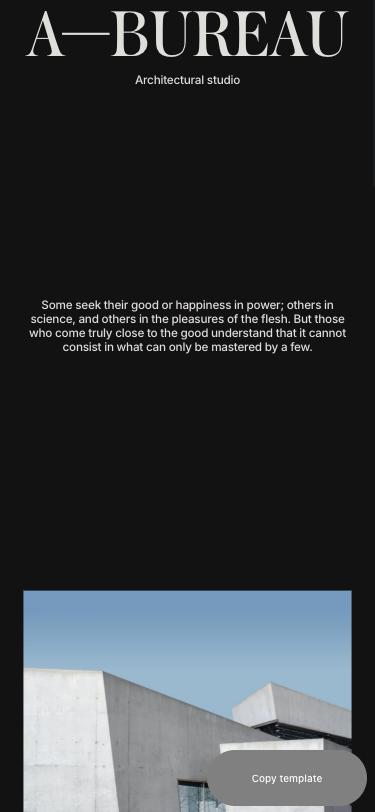 A—BUREAU
Architectural studio
Some seek their good or happiness in power; others in
science, and others in the pleasures of the flesh. But those
who come truly close to the good understand that it cannot
consist in what can only be mastered by a few.
Copy template